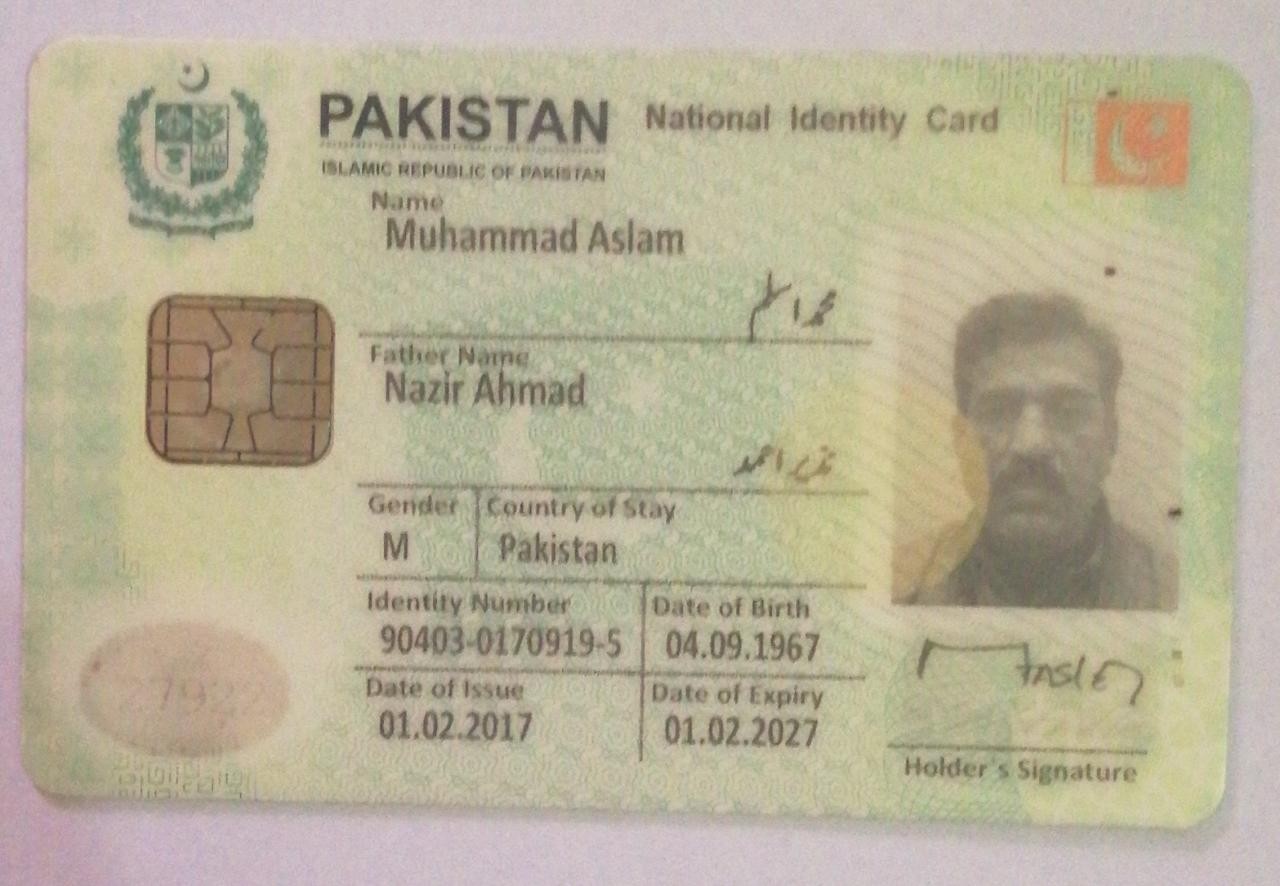 PAKISTAN National Identity Card
ISLAMIC REPUBLIC OF PAKISTAN
Name
Muhammad Aslam
محمد اسلم
Father Name
Nazir Ahmad
نذیر احمد
Gender Country of Stay
M Pakistan
Identity Number Date of Birth
90403-0170919-5 04.09.1967
Date of Issue Date of Expiry
01.02.2017 01.02.2027
Holder's Signature